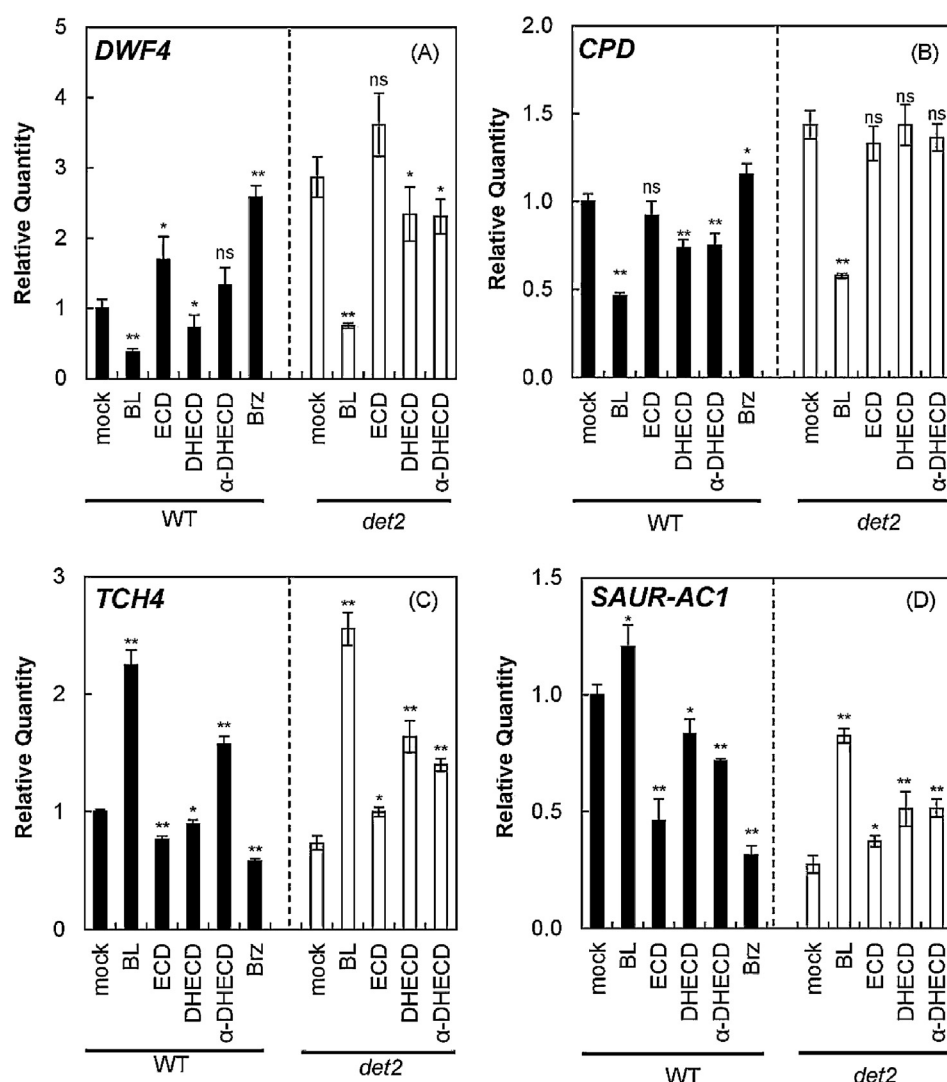 DWF4 (A)
Relative Quantity
5
4
3
2
1
0
** * * ns ** ** ns * *
mock BL ECD DHECD α-DHECD Brz mock BL ECD DHECD α-DHECD
WT det2
CPD (B)
Relative Quantity
2.0
1.5
1.0
0.5
0.0
** ns ** ** * ** ns ns ns
mock BL ECD DHECD α-DHECD Brz mock BL ECD DHECD α-DHECD
WT det2
TCH4 (C)
Relative Quantity
3
2
1
0
** ** * ** ** ** * ** **
mock BL ECD DHECD α-DHECD Brz mock BL ECD DHECD α-DHECD
WT det2
SAUR-AC1 (D)
Relative Quantity
1.5
1.0
0.5
0.0
* ** * ** ** ** * ** **
mock BL ECD DHECD α-DHECD Brz mock BL ECD DHECD α-DHECD
WT det2